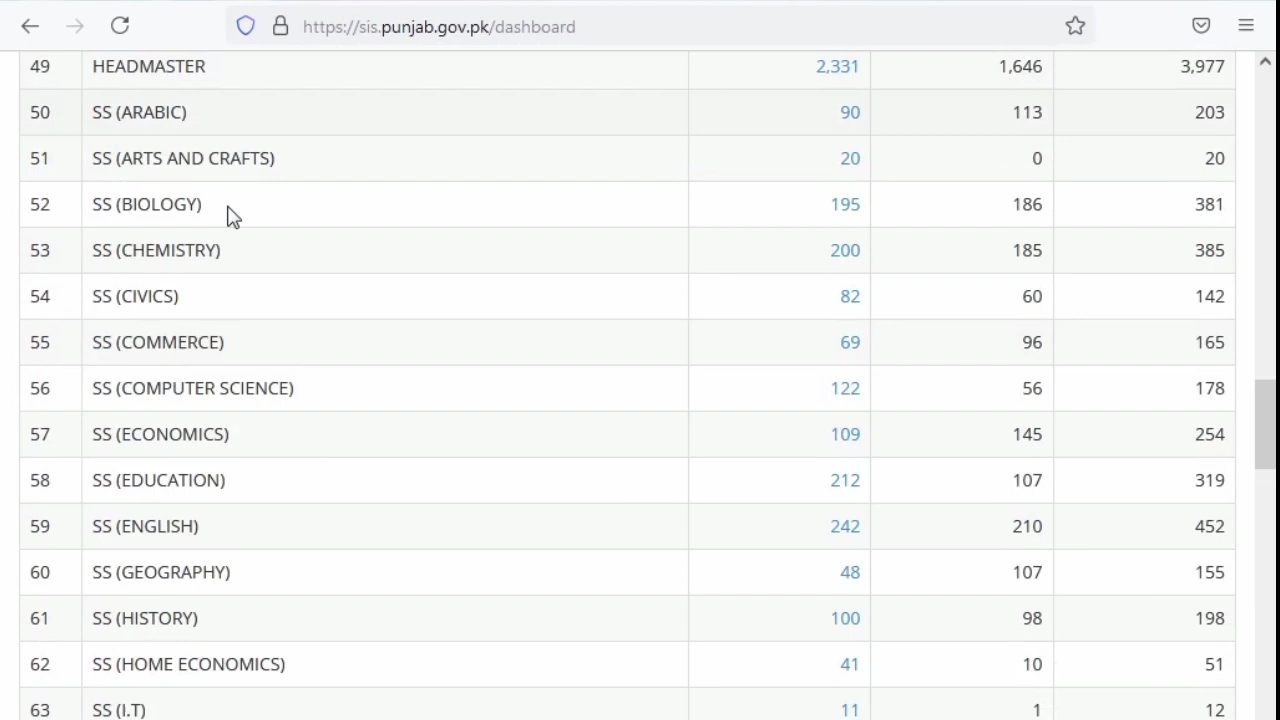 https://sis.punjab.gov.pk/dashboard
49 HEADMASTER 2,331 1,646 3,977
50 SS (ARABIC) 90 113 203
51 SS (ARTS AND CRAFTS) 20 0 20
52 SS (BIOLOGY) 195 186 381
53 SS (CHEMISTRY) 200 185 385
54 SS (CIVICS) 82 60 142
55 SS (COMMERCE) 69 96 165
56 SS (COMPUTER SCIENCE) 122 56 178
57 SS (ECONOMICS) 109 145 254
58 SS (EDUCATION) 212 107 319
59 SS (ENGLISH) 242 210 452
60 SS (GEOGRAPHY) 48 107 155
61 SS (HISTORY) 100 98 198
62 SS (HOME ECONOMICS) 41 10 51
63 SS (I.T) 11 1 12